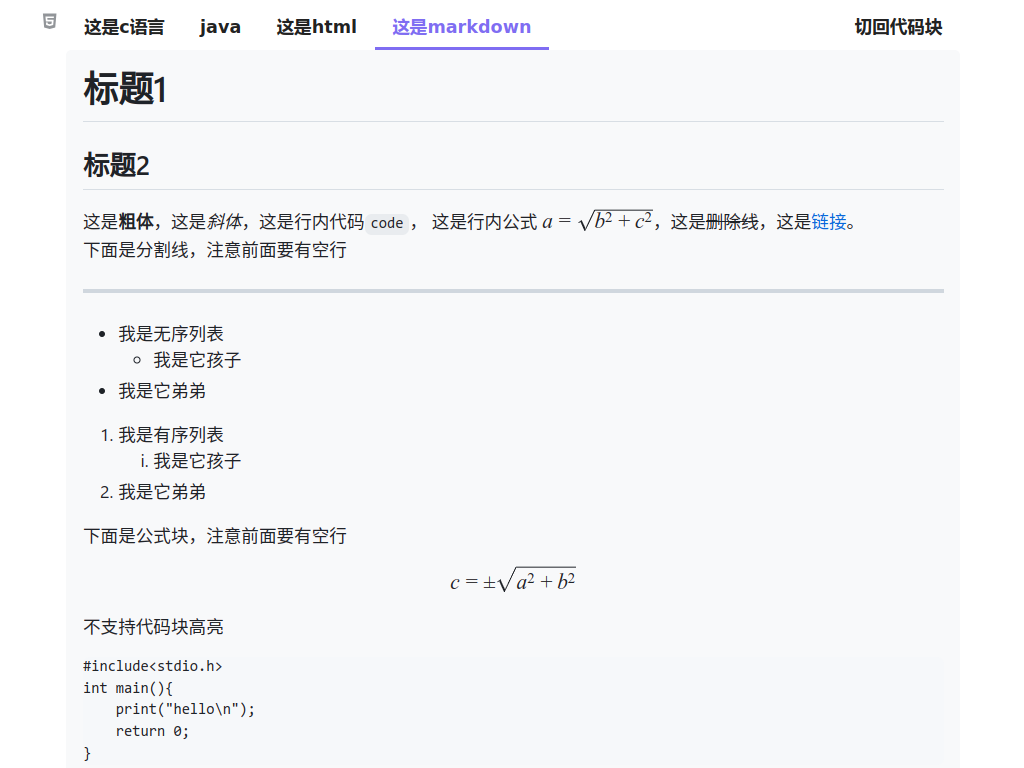 这是c语言 java 这是html 这是markdown 切回代码块
标题1
标题2
这是粗体，这是斜体，这是行内代码 code ， 这是行内公式 a = √(b² + c²)，这是删除线，这是链接。
下面是分割线，注意前面要有空行
• 我是无序列表
◦ 我是它孩子
• 我是它弟弟
1. 我是有序列表
i. 我是它孩子
2. 我是它弟弟
下面是公式块，注意前面要有空行
c = ±√(a² + b²)
不支持代码块高亮
#include<stdio.h>
int main(){
    print("hello\n");
    return 0;
}